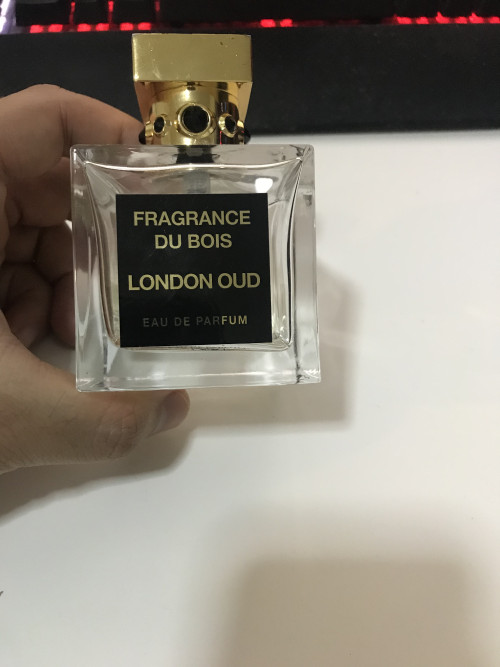 FRAGRANCE
DU BOIS
LONDON OUD
EAU DE PARFUM